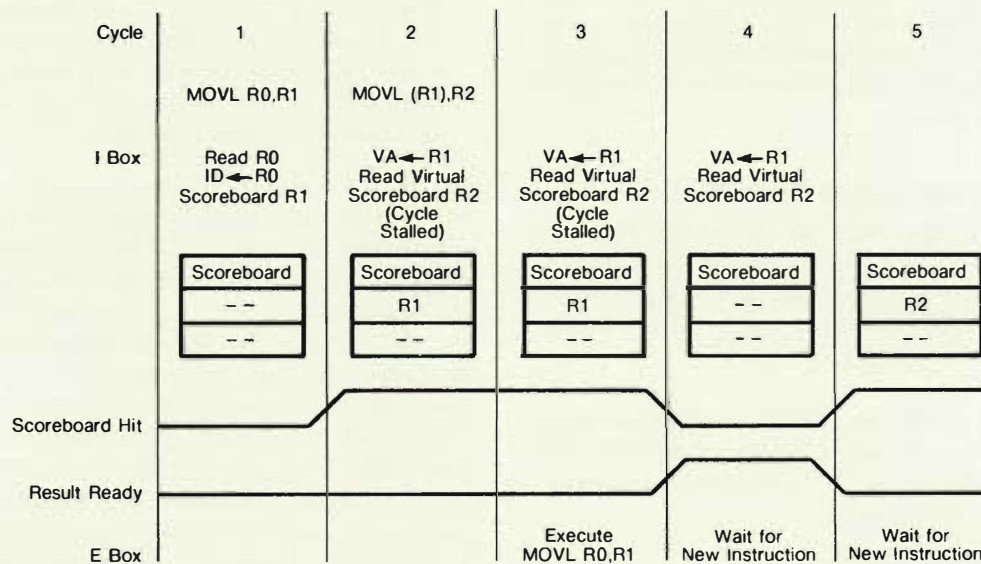 Cycle 1 2 3 4 5
MOVL R0,R1 MOVL (R1),R2
I Box Read R0 VA←R1 VA←R1 VA←R1
ID←R0 Read Virtual Read Virtual Read Virtual
Scoreboard R1 Scoreboard R2 Scoreboard R2 Scoreboard R2
(Cycle (Cycle
Stalled) Stalled)
Scoreboard Scoreboard Scoreboard Scoreboard Scoreboard
-- R1 R1 -- R2
-- -- -- -- --
Scoreboard Hit
Result Ready
Execute Wait for Wait for
E Box MOVL R0,R1 New Instruction New Instruction